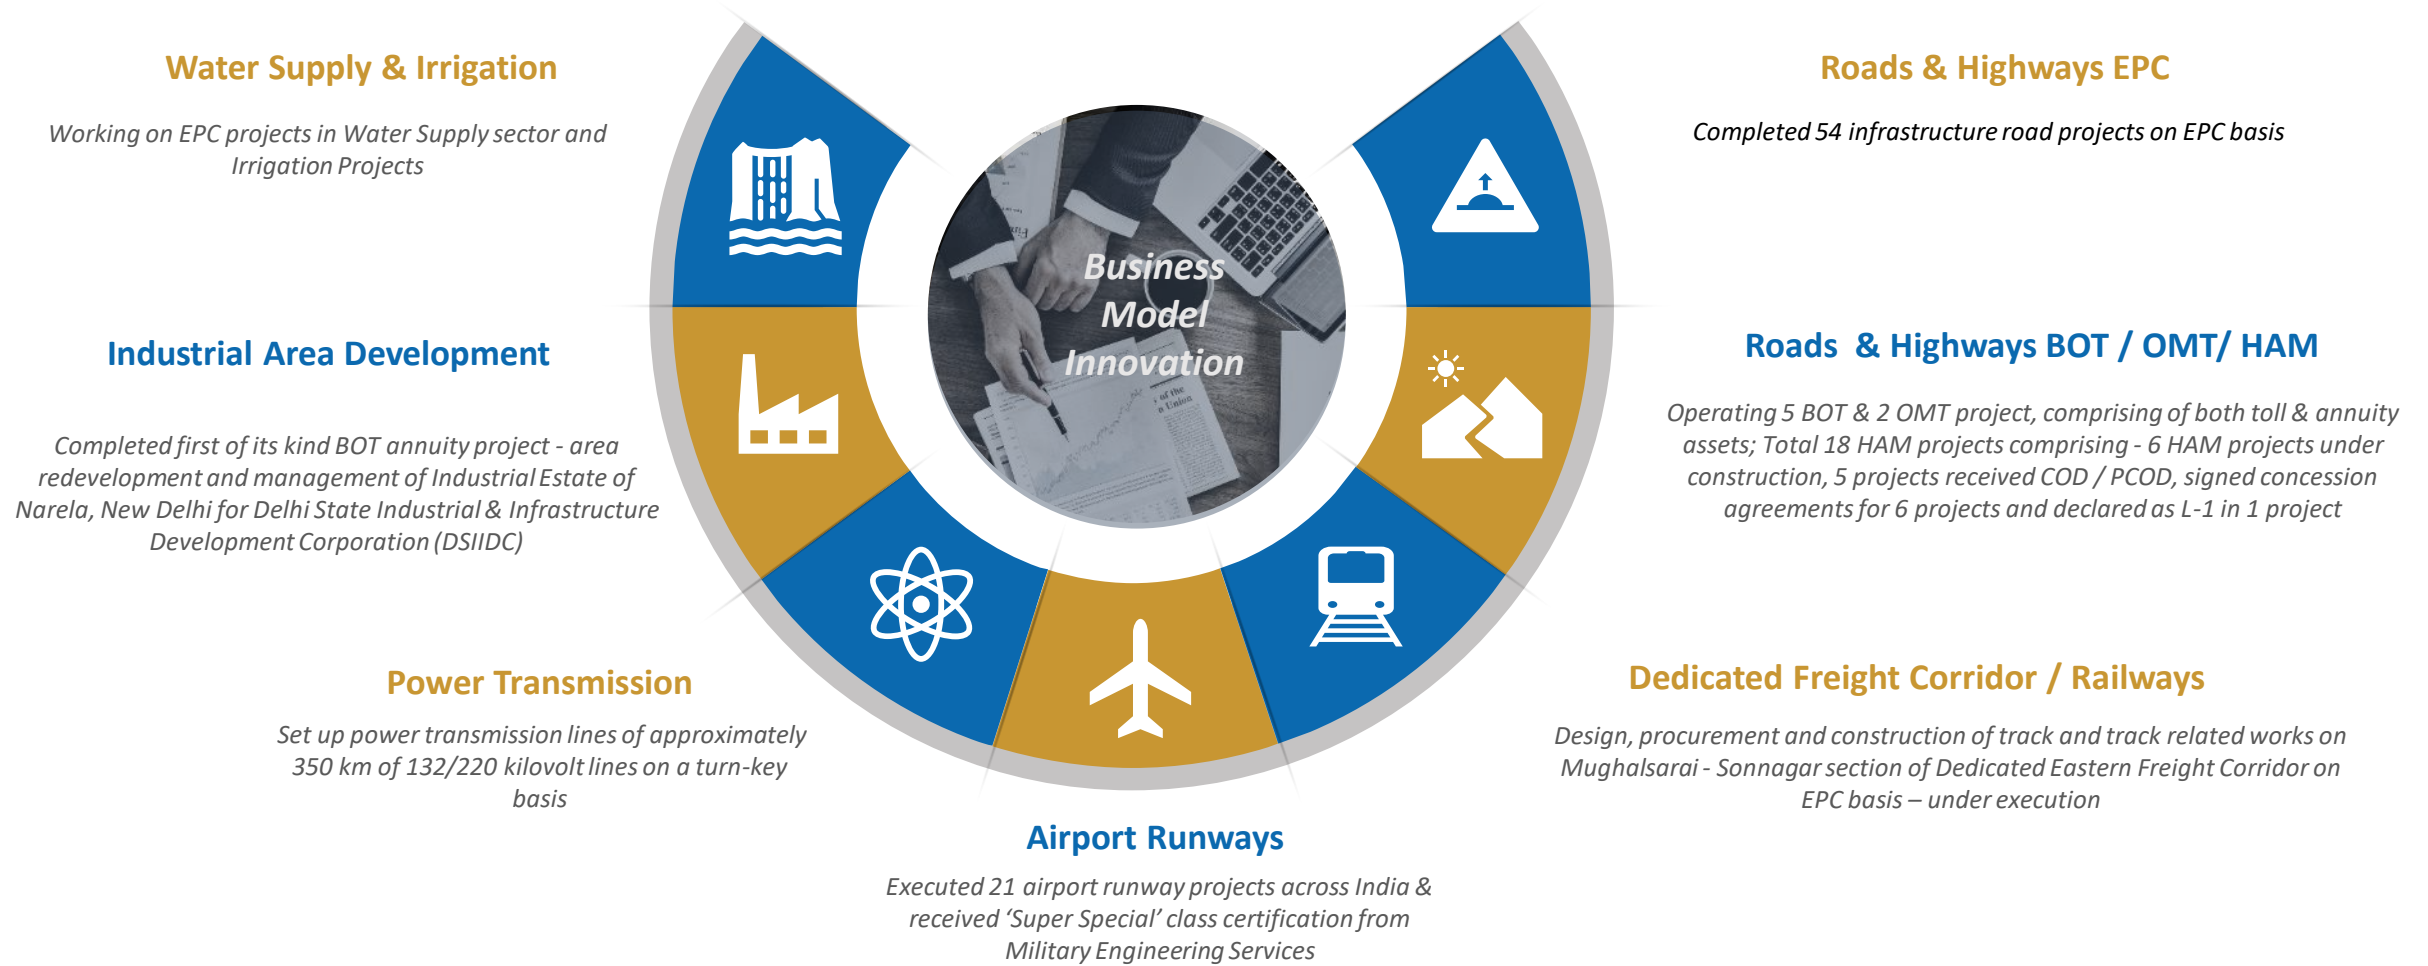 Water Supply & Irrigation
Working on EPC projects in Water Supply sector and
Irrigation Projects
Industrial Area Development
Completed first of its kind BOT annuity project - area
redevelopment and management of Industrial Estate of
Narela, New Delhi for Delhi State Industrial & Infrastructure
Development Corporation (DSIIDC)
Power Transmission
Set up power transmission lines of approximately
350 km of 132/220 kilovolt lines on a turn-key
basis
Business
Model
Innovation
of the
Union
Airport Runways
Executed 21 airport runway projects across India &
received ‘Super Special’ class certification from
Military Engineering Services
Roads & Highways EPC
Completed 54 infrastructure road projects on EPC basis
Roads & Highways BOT / OMT/ HAM
Operating 5 BOT & 2 OMT project, comprising of both toll & annuity
assets; Total 18 HAM projects comprising - 6 HAM projects under
construction, 5 projects received COD / PCOD, signed concession
agreements for 6 projects and declared as L-1 in 1 project
Dedicated Freight Corridor / Railways
Design, procurement and construction of track and track related works on
Mughalsarai - Sonnagar section of Dedicated Eastern Freight Corridor on
EPC basis – under execution